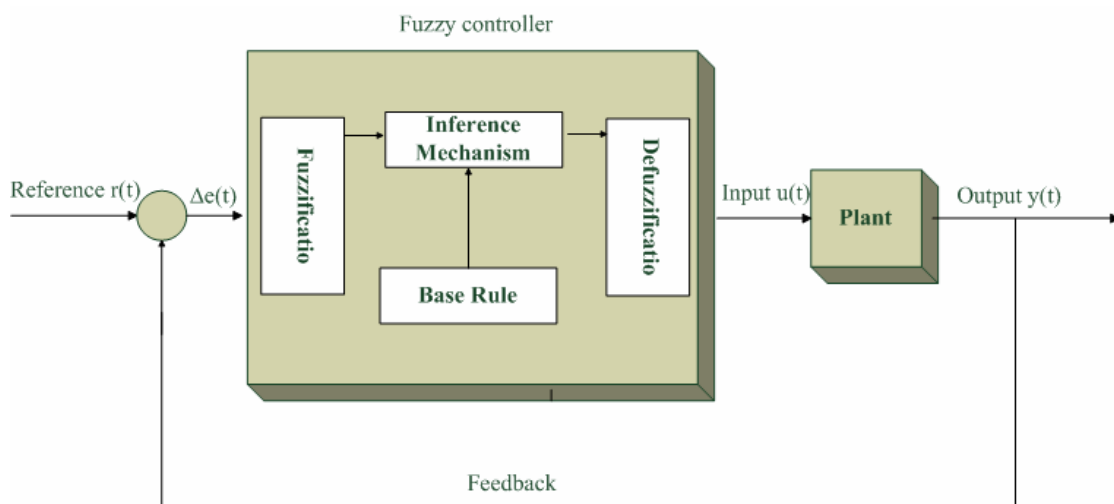 Fuzzy controller
Reference r(t)
Δe(t)
Fuzzificatio
Inference
Mechanism
Base Rule
Defuzzificatio
Input u(t)
Plant
Output y(t)
Feedback